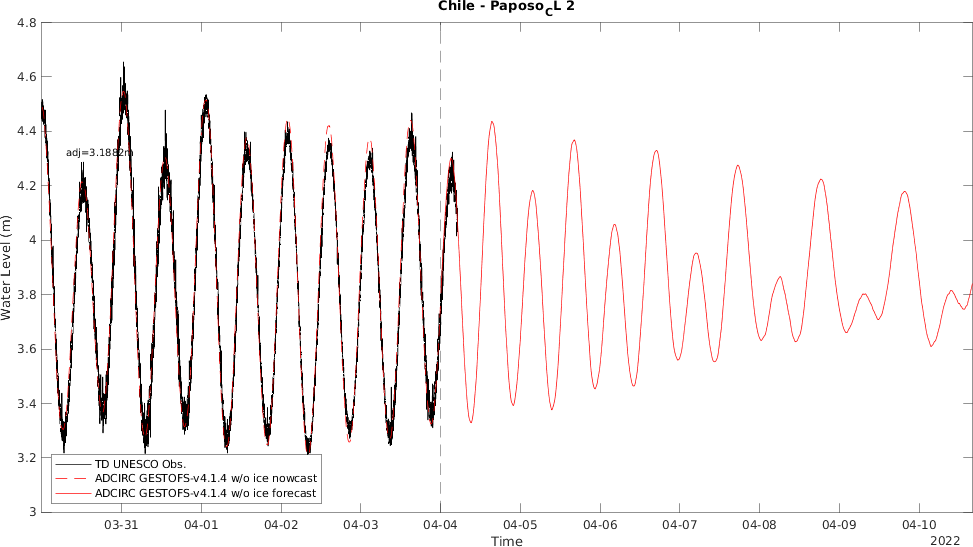 Chile - PaposoCL 2
4.8
4.6
4.4
4.2
4
3.8
3.6
3.4
3.2
3
Water Level (m)
adj=3.1882m
TD UNESCO Obs.
ADCIRC GESTOFS-v4.1.4 w/o ice nowcast
ADCIRC GESTOFS-v4.1.4 w/o ice forecast
03-31 04-01 04-02 04-03 04-04 04-05 04-06 04-07 04-08 04-09 04-10
Time
2022